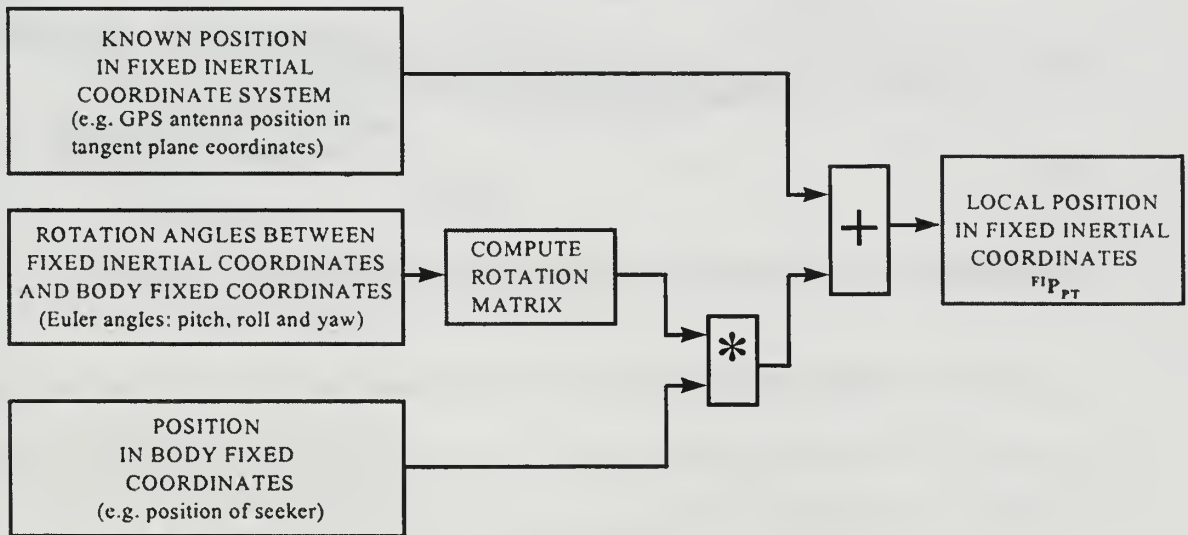 KNOWN POSITION
IN FIXED INERTIAL
COORDINATE SYSTEM
(e.g. GPS antenna position in
tangent plane coordinates)
ROTATION ANGLES BETWEEN
FIXED INERTIAL COORDINATES
AND BODY FIXED COORDINATES
(Euler angles: pitch, roll and yaw)
COMPUTE
ROTATION
MATRIX
POSITION
IN BODY FIXED
COORDINATES
(e.g. position of seeker)
*
+
LOCAL POSITION
IN FIXED INERTIAL
COORDINATES
FIP_PT